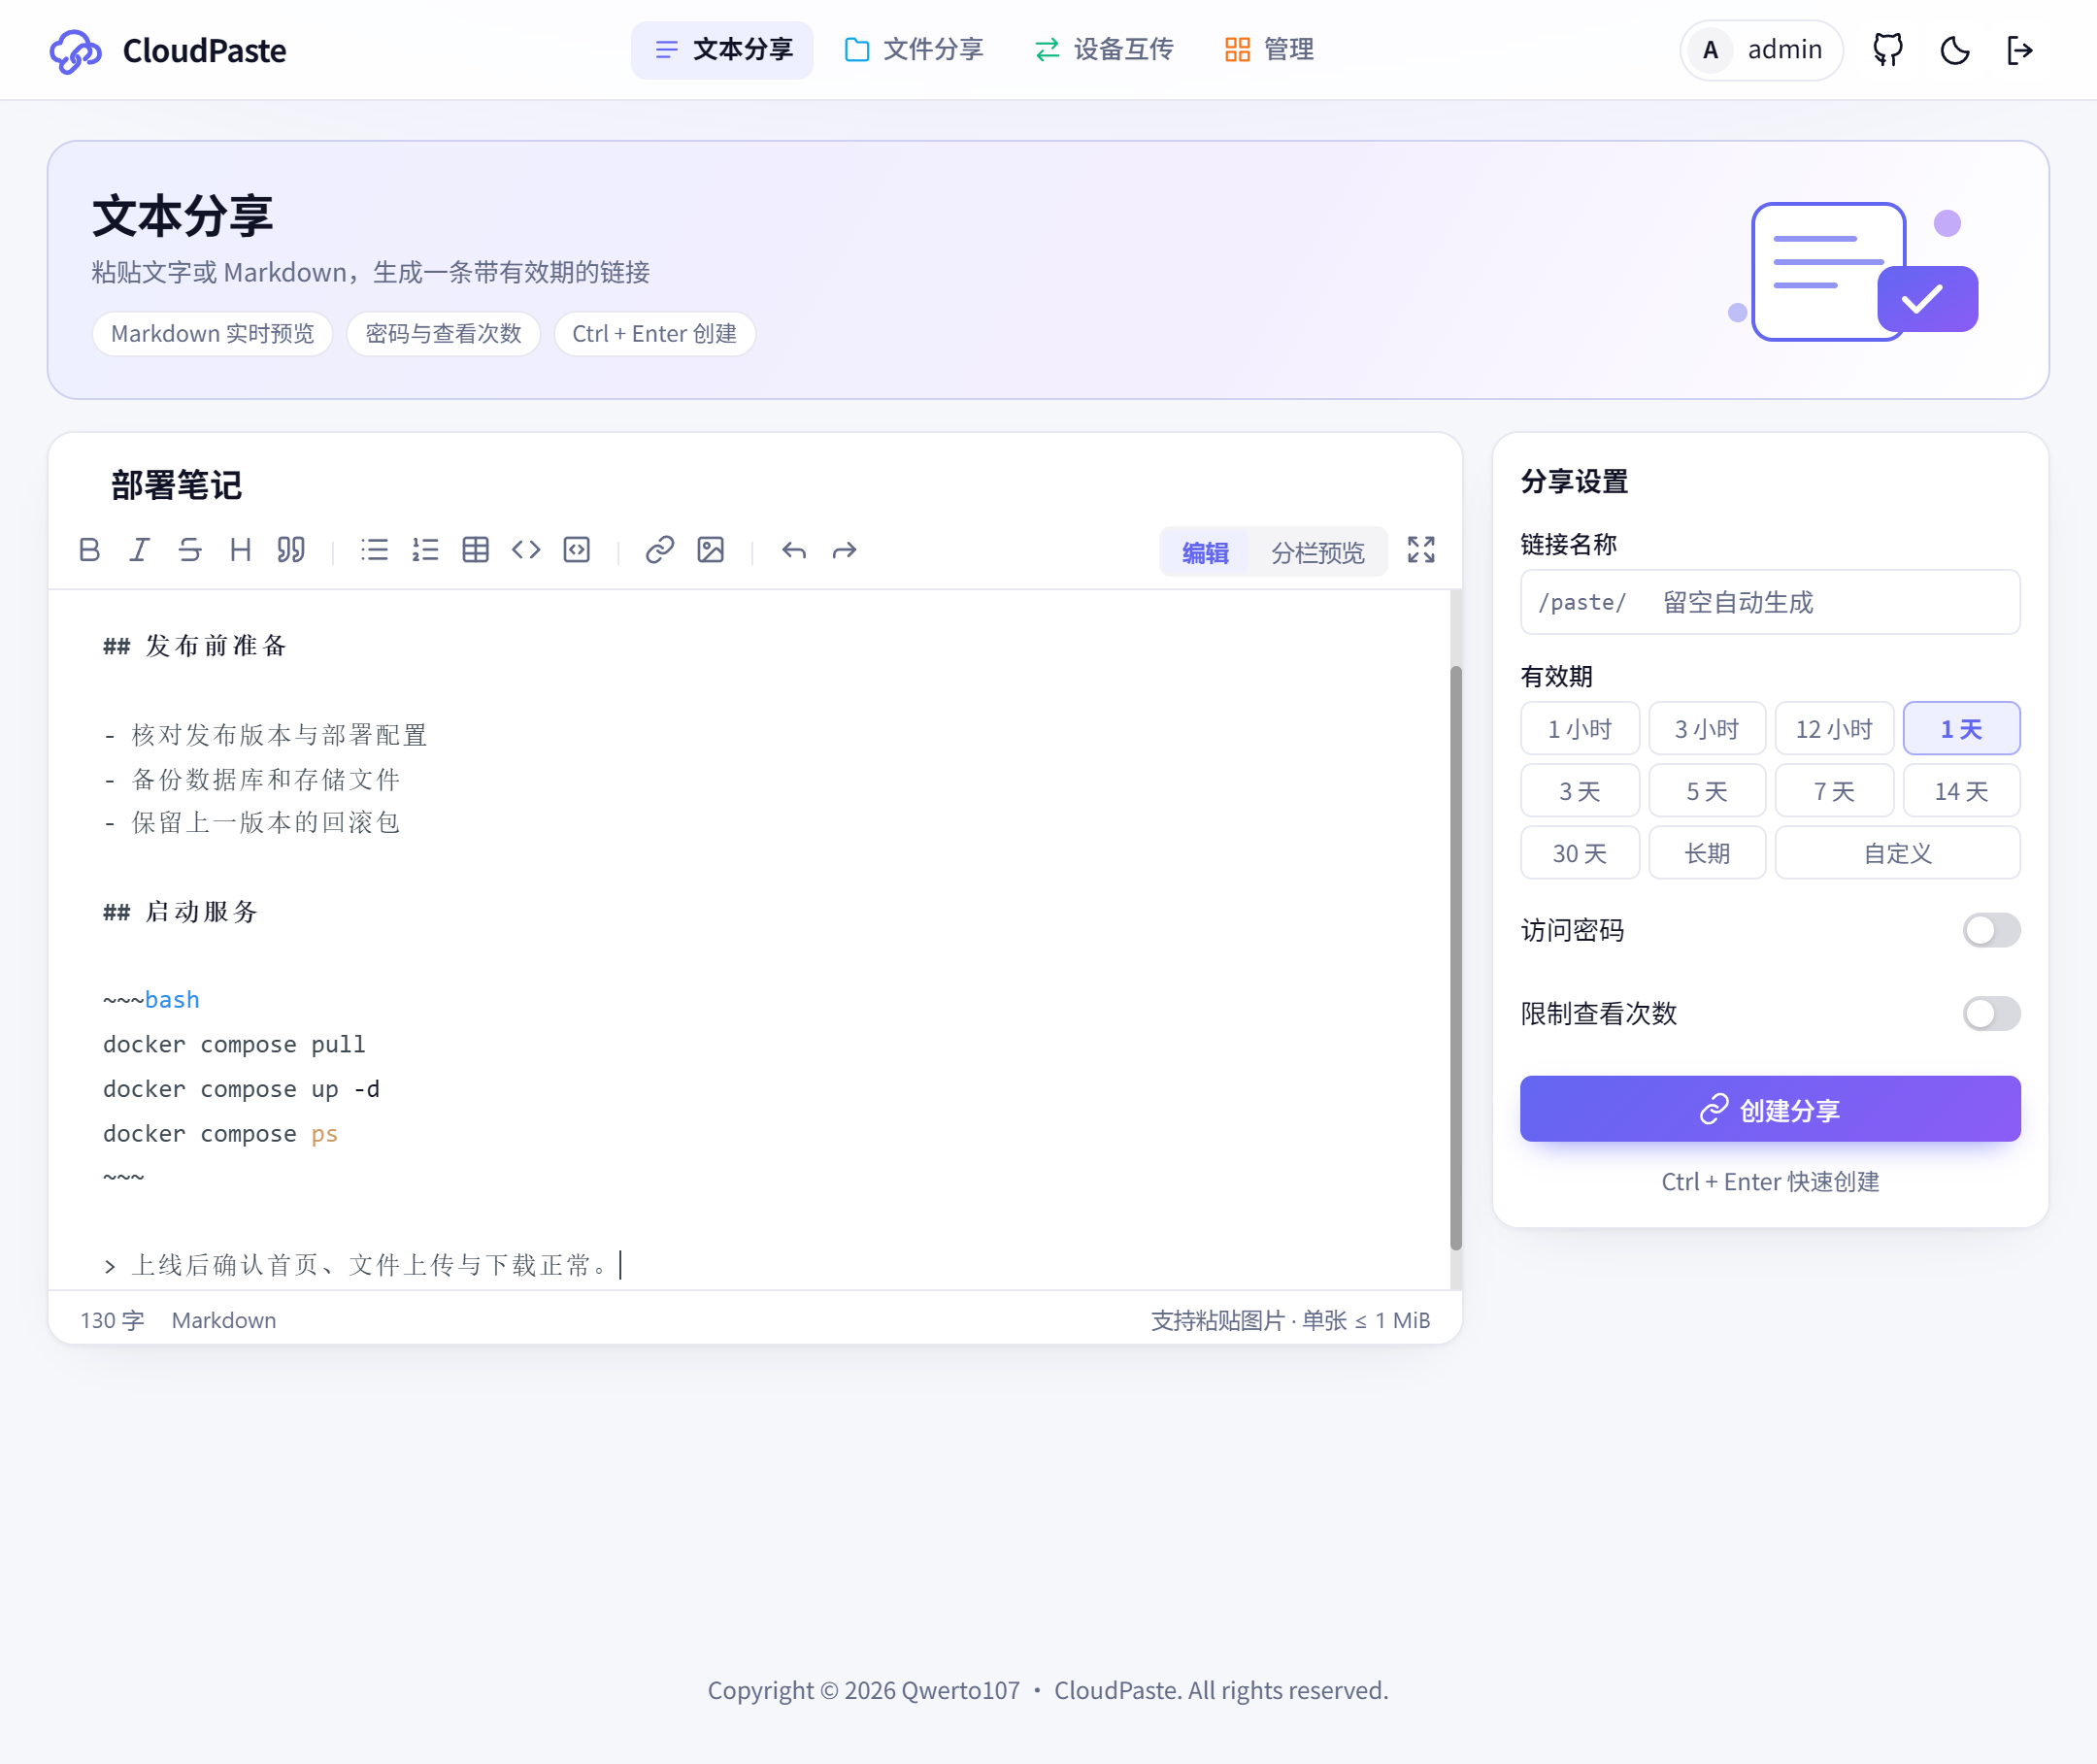 CloudPaste
文本分享
文件分享
设备互传
管理
A admin
文本分享
粘贴文字或 Markdown，生成一条带有效期的链接
Markdown 实时预览
密码与查看次数
Ctrl + Enter 创建
部署笔记
编辑
分栏预览
## 发布前准备
- 核对发布版本与部署配置
- 备份数据库和存储文件
- 保留上一版本的回滚包
## 启动服务
~~~bash
docker compose pull
docker compose up -d
docker compose ps
~~~
> 上线后确认首页、文件上传与下载正常。
130 字 Markdown
支持粘贴图片 · 单张 ≤ 1 MiB
分享设置
链接名称
/paste/ 留空自动生成
有效期
1 小时 3 小时 12 小时 1 天
3 天 5 天 7 天 14 天
30 天 长期 自定义
访问密码
限制查看次数
创建分享
Ctrl + Enter 快速创建
Copyright © 2026 Qwerto107 · CloudPaste. All rights reserved.